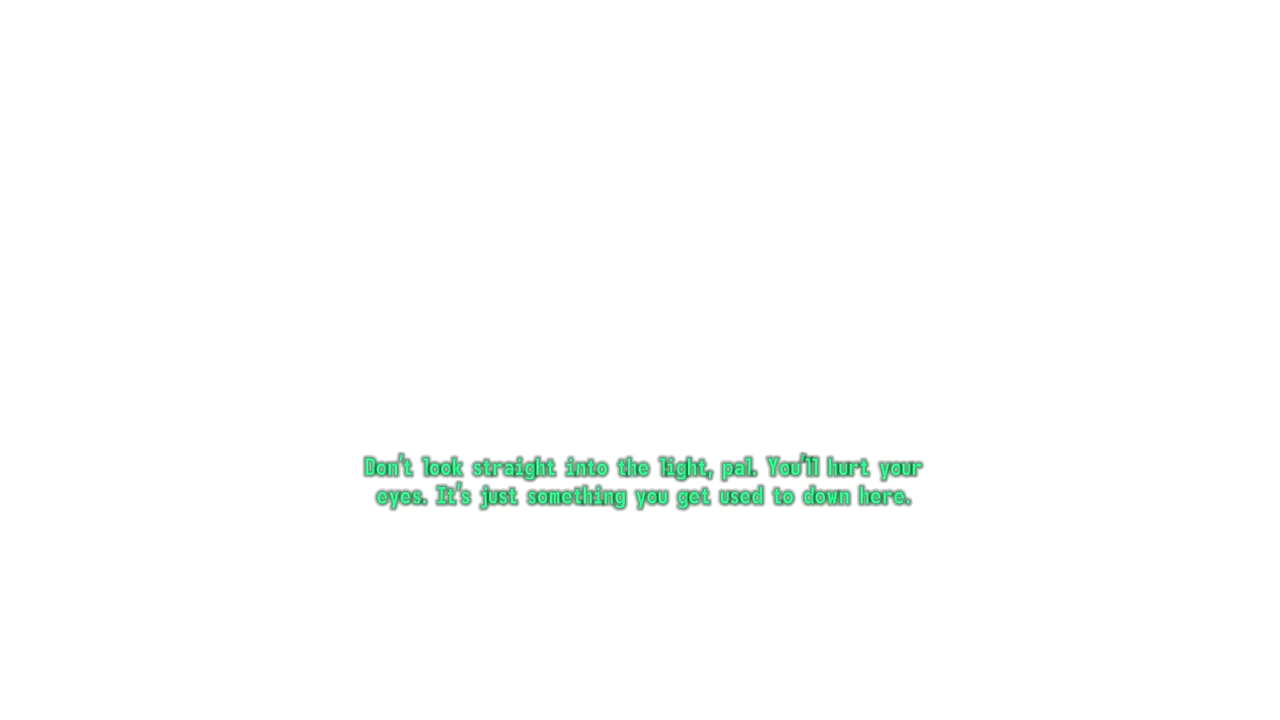 Don't look straight into the light, pal. You'll hurt your
eyes. It's just something you get used to down here.